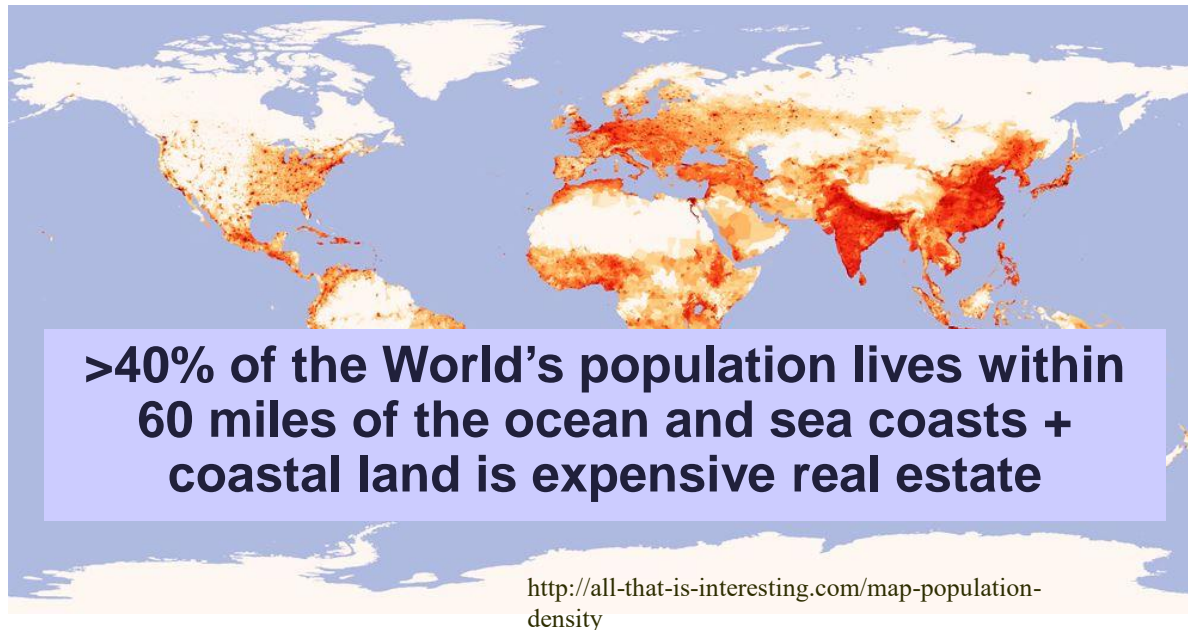 >40% of the World's population lives within
60 miles of the ocean and sea coasts +
coastal land is expensive real estate
http://all-that-is-interesting.com/map-population-
density